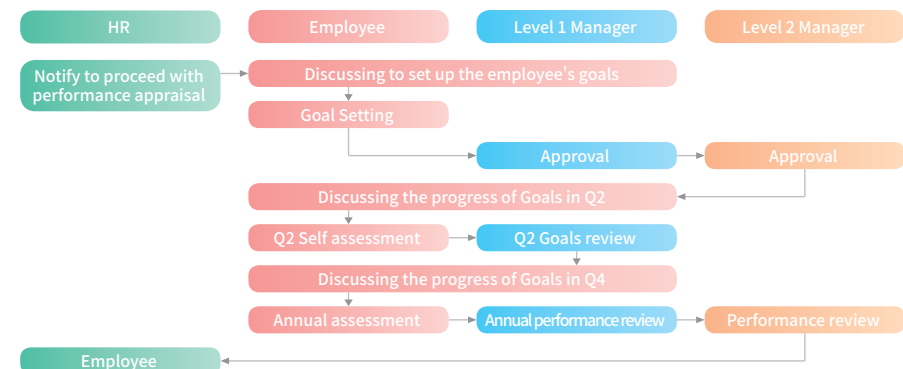 HR
Employee
Level 1 Manager
Level 2 Manager
Notify to proceed with
performance appraisal
Discussing to set up the employee's goals
Goal Setting
Approval
Approval
Discussing the progress of Goals in Q2
Q2 Self assessment
Q2 Goals review
Discussing the progress of Goals in Q4
Annual assessment
Annual performance review
Performance review
Employee